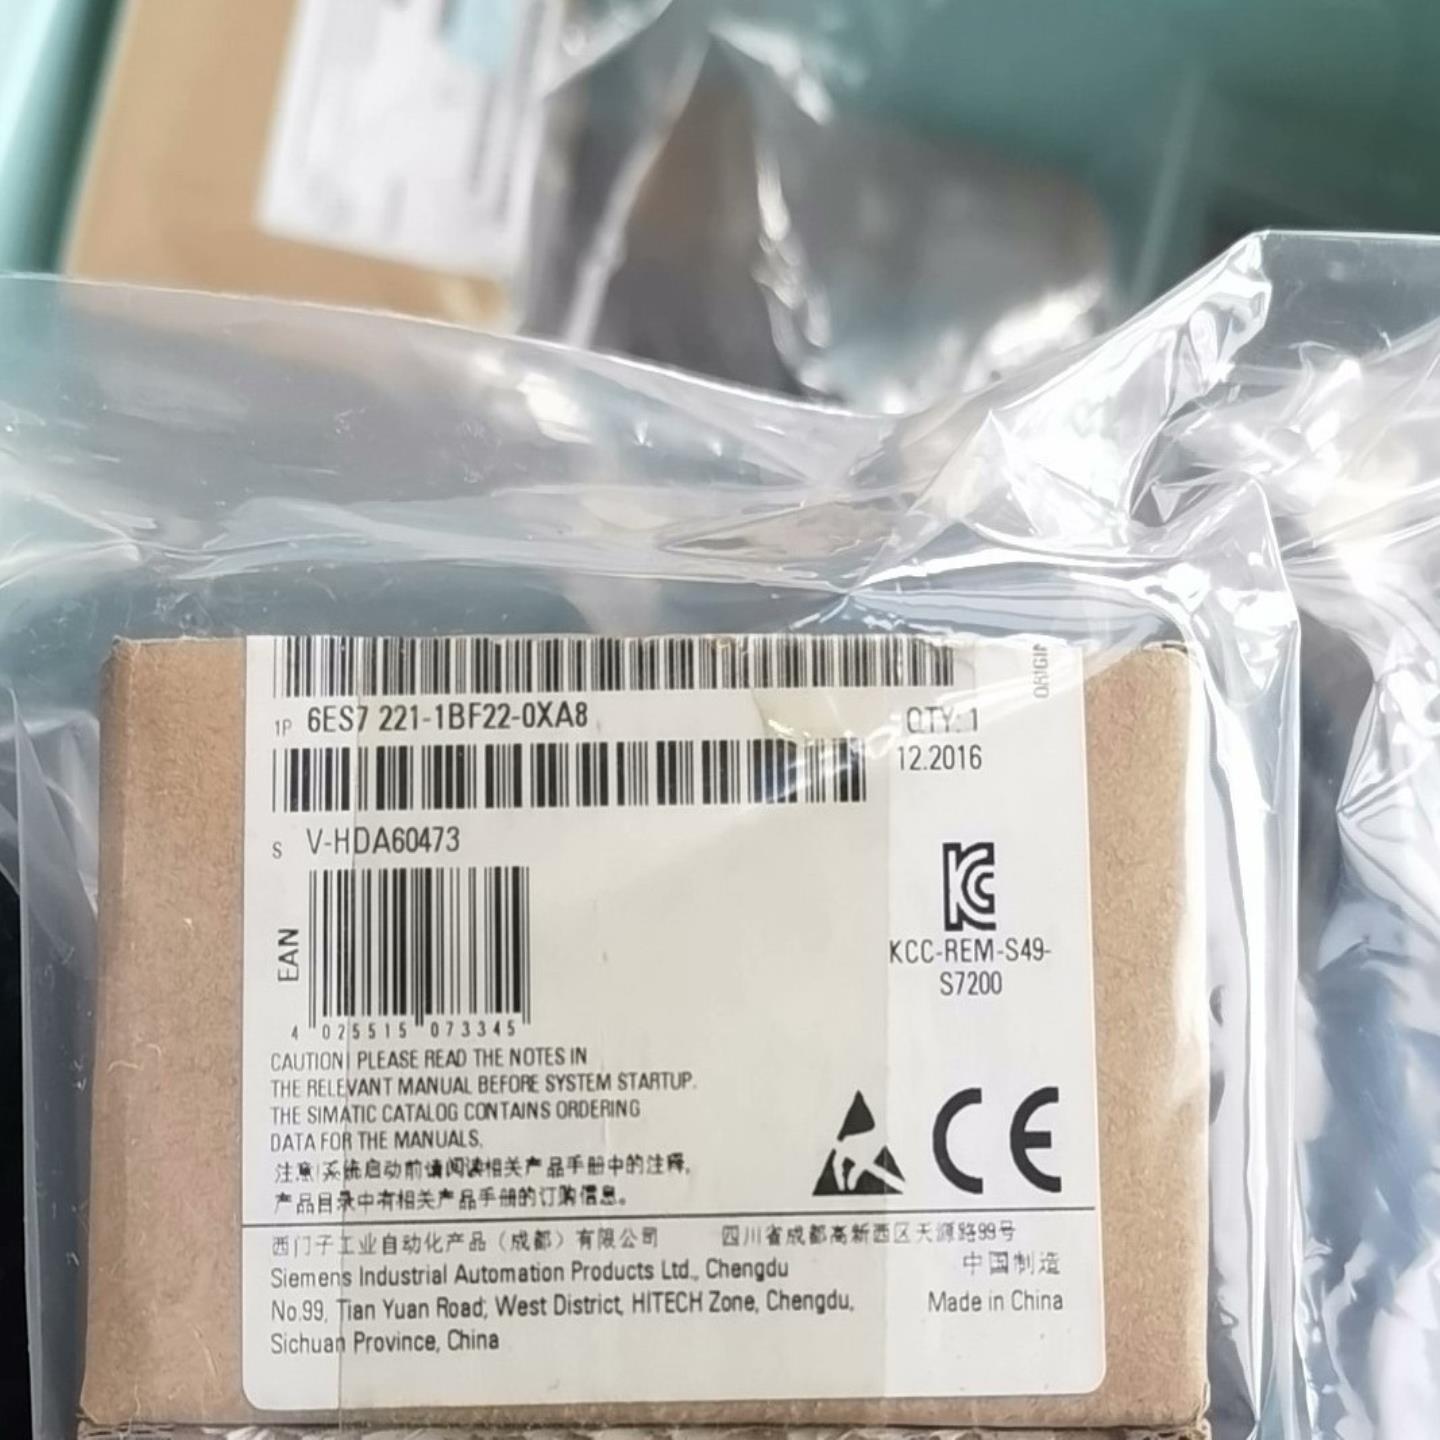 ORIGIN
1P 6ES7 221-1BF22-0XA8 QTY: 1
12.2016
S V-HDA60473
KCC-REM-S49-
S7200
EAN
4 025515 073345
CAUTION! PLEASE READ THE NOTES IN
THE RELEVANT MANUAL BEFORE SYSTEM STARTUP.
THE SIMATIC CATALOG CONTAINS ORDERING
DATA FOR THE MANUALS.
注意!系统启动前请阅读相关产品手册中的注释,
产品目录中有相关产品手册的订购信息。
CE
西门子工业自动化产品（成都）有限公司 四川省成都高新西区天源路99号
Siemens Industrial Automation Products Ltd., Chengdu 中国制造
No.99, Tian Yuan Road, West District, HITECH Zone, Chengdu, Made in China
Sichuan Province, China